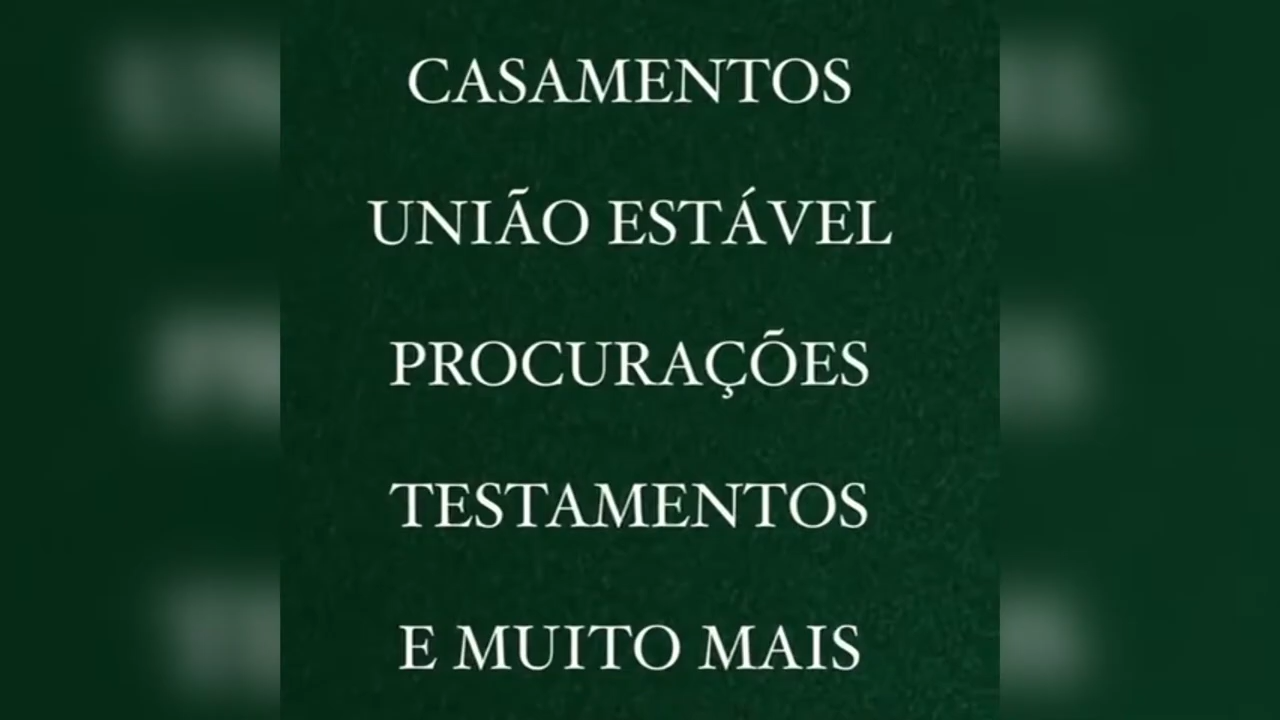 CASAMENTOS
UNIÃO ESTÁVEL
PROCURAÇÕES
TESTAMENTOS
E MUITO MAIS